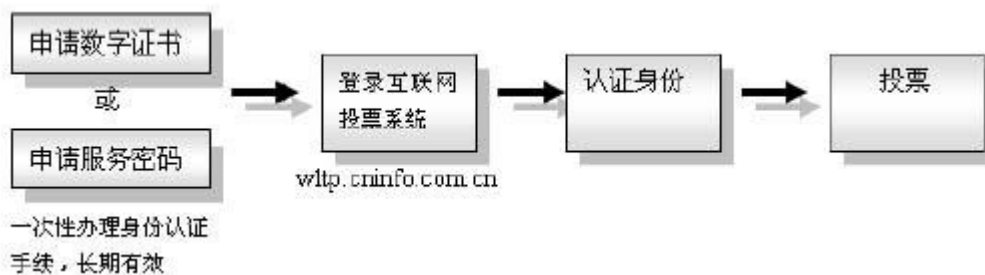 申请数字证书
或
申请服务密码
一次性办理身份认证
手续，长期有效
登录互联网
投票系统
wltp.cninfo.com.cn
认证身份
投票